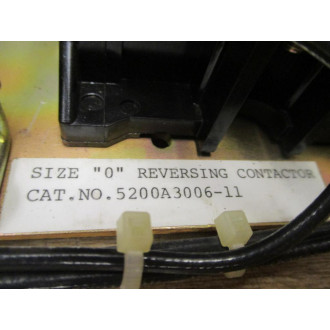 SIZE "0" REVERSING CONTACTOR
CAT.NO.5200A3006-11